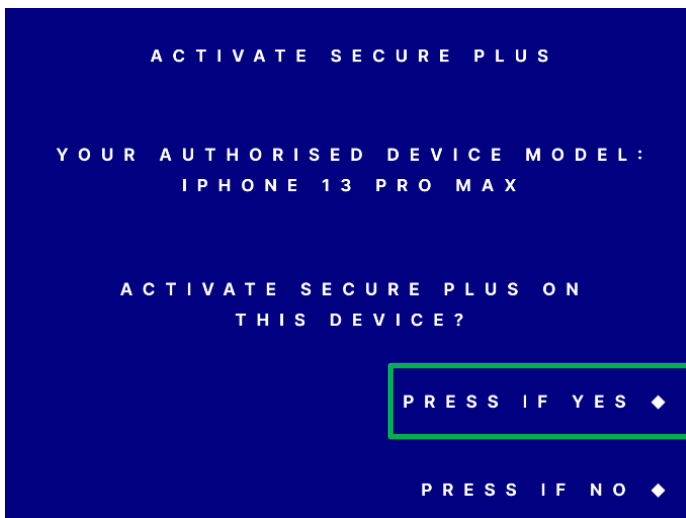 ACTIVATE SECURE PLUS
YOUR AUTHORISED DEVICE MODEL:
IPHONE 13 PRO MAX
ACTIVATE SECURE PLUS ON
THIS DEVICE?
PRESS IF YES ◆
PRESS IF NO ◆